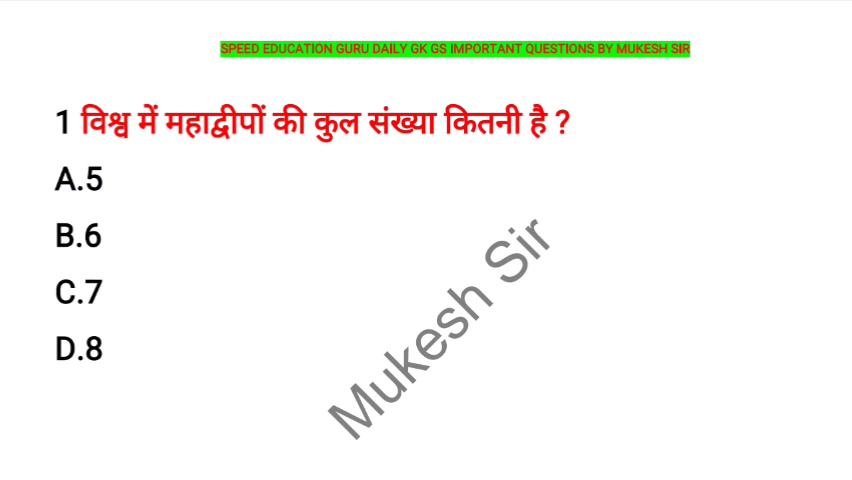 SPEED EDUCATION GURU DAILY GK GS IMPORTANT QUESTIONS BY MUKESH SIR
1 विश्व में महाद्वीपों की कुल संख्या कितनी है ?
A.5
B.6
C.7
D.8
Mukesh Sir